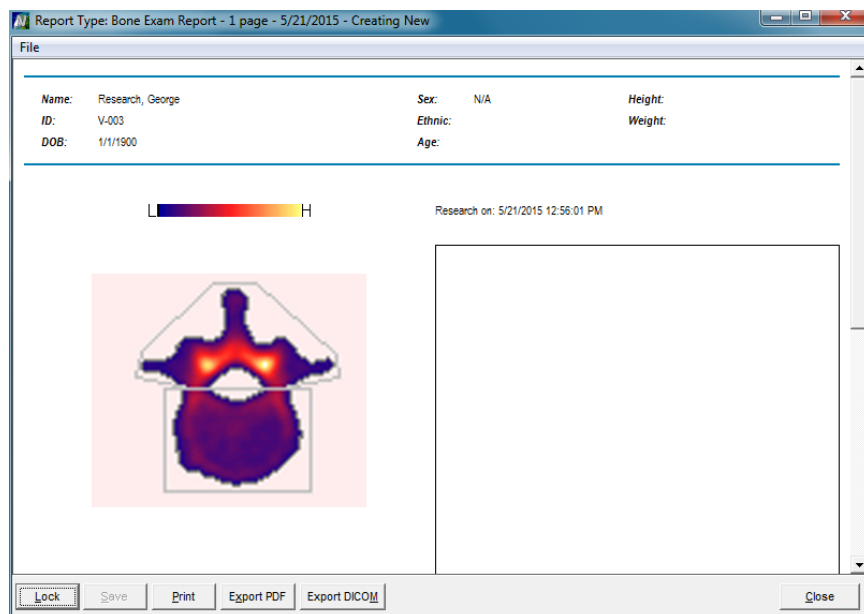 Report Type: Bone Exam Report - 1 page - 5/21/2015 - Creating New
File
Name: Research, George Sex: N/A Height:
ID: V-003 Ethnic: Weight:
DOB: 1/1/1900 Age:
L H Research on: 5/21/2015 12:56:01 PM
Lock Save Print Export PDF Export DICOM Close